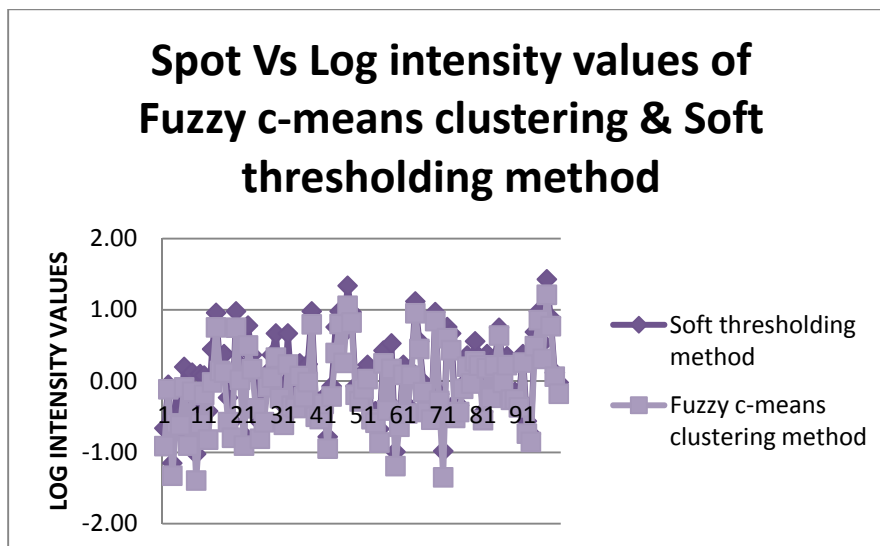 Spot Vs Log intensity values of
Fuzzy c-means clustering & Soft
thresholding method
LOG INTENSITY VALUES
2.00
1.00
0.00
-1.00
-2.00
1 11 21 31 41 51 61 71 81 91
Soft thresholding
method
Fuzzy c-means
clustering method